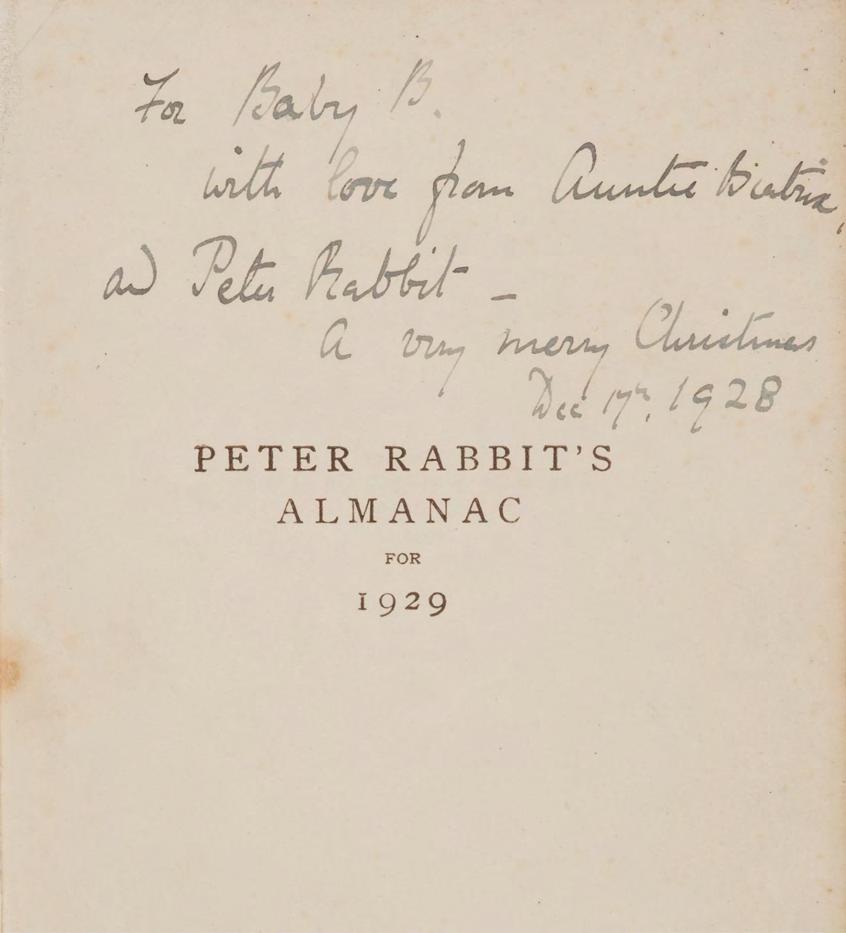 For Baby B.
with love from Auntie Beatrix,
and Peter Rabbit –
A very merry Christmas
Dec 17th, 1928
PETER RABBIT'S
ALMANAC
FOR
1929